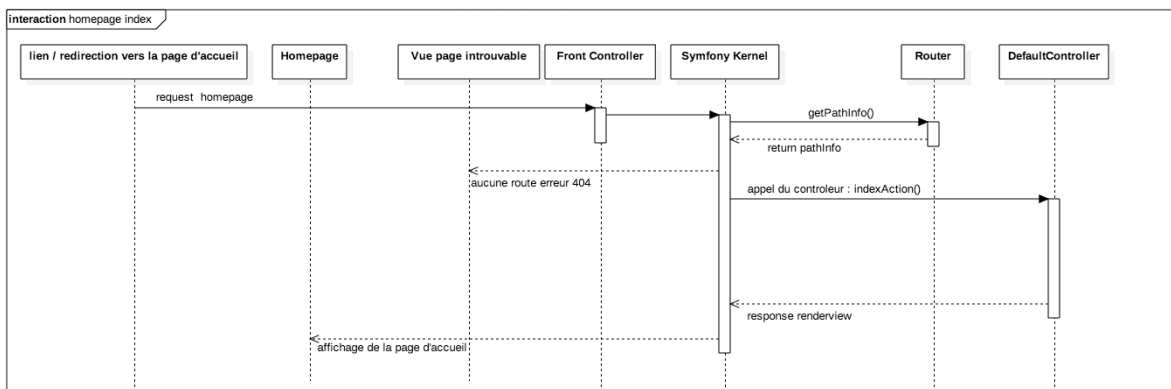 interaction homepage index
lien / redirection vers la page d'accueil
Homepage
Vue page introuvable
Front Controller
Symfony Kernel
Router
DefaultController
request homepage
getPathInfo()
return pathInfo
aucune route erreur 404
appel du controleur : indexAction()
response renderview
affichage de la page d'accueil